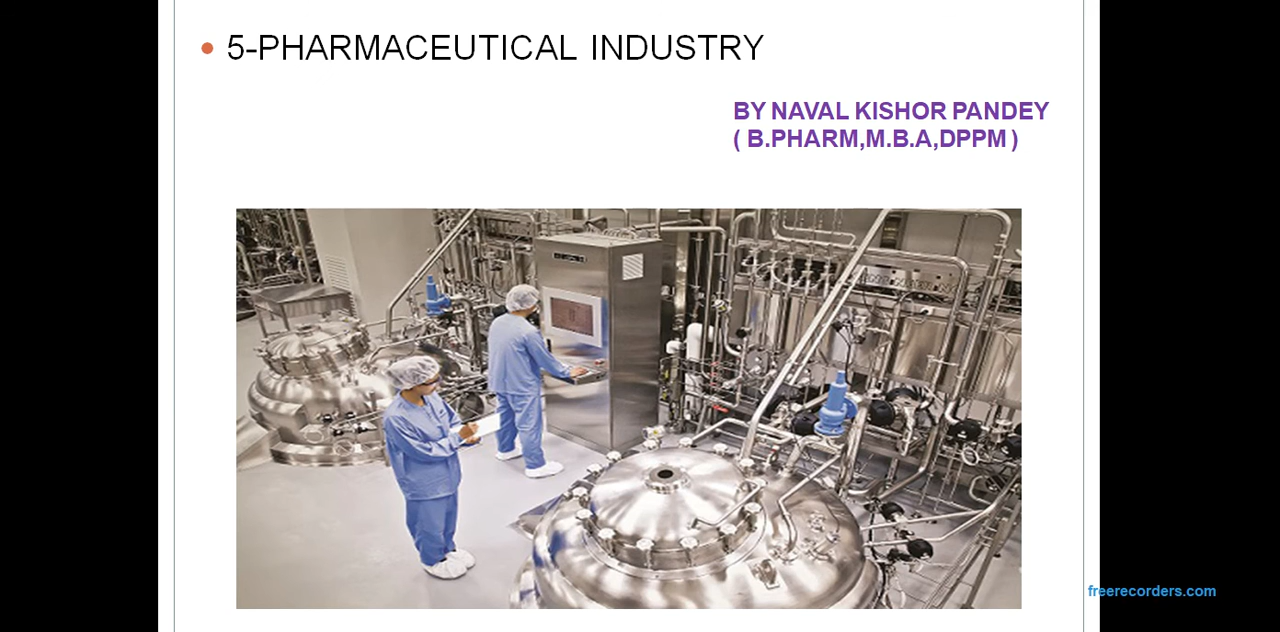 5-PHARMACEUTICAL INDUSTRY
BY NAVAL KISHOR PANDEY
( B.PHARM,M.B.A,DPPM )
freerecorders.com